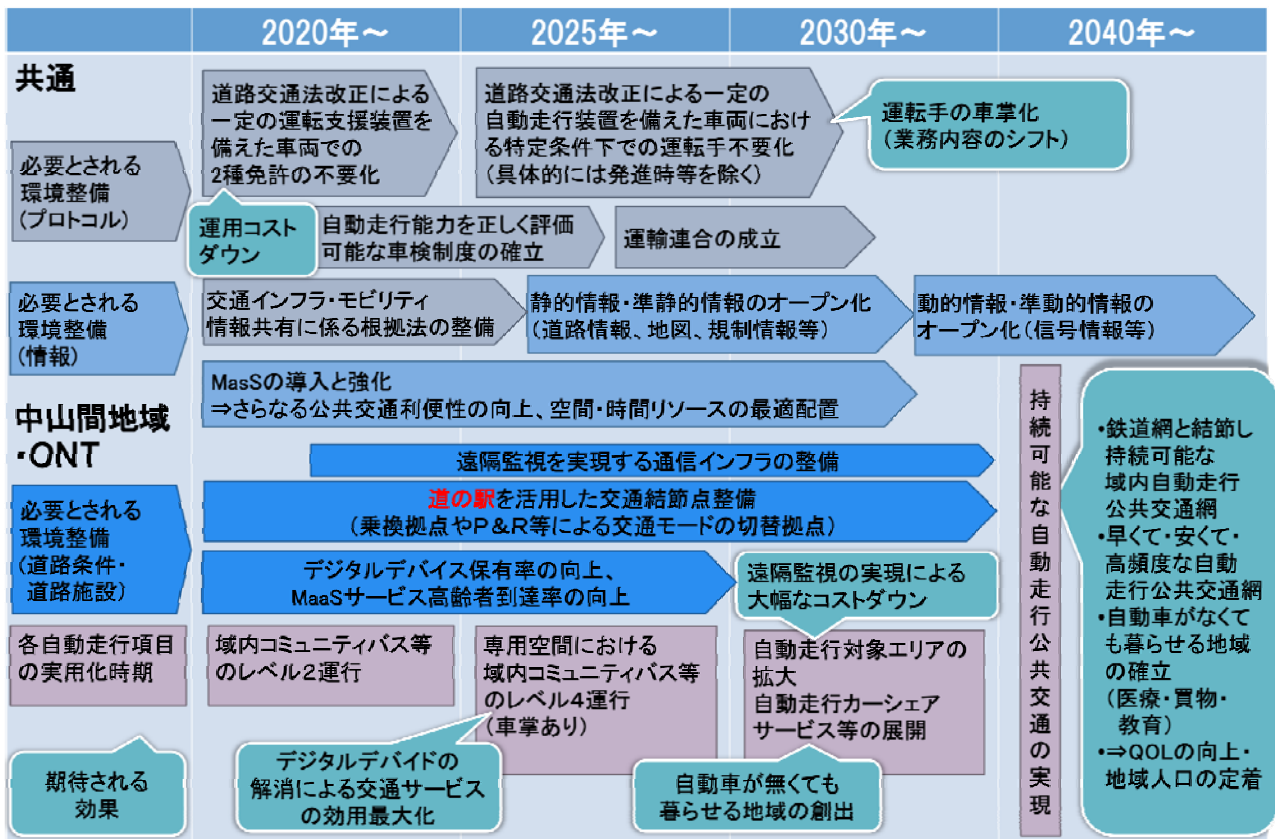 2020年～
2025年～
2030年～
2040年～
共通
必要とされる
環境整備
(プロトコル)
道路交通法改正による
一定の運転支援装置を
備えた車両での
2種免許の不要化
道路交通法改正による一定の
自動走行装置を備えた車両におけ
る特定条件下での運転手不要化
(具体的には発進時等を除く)
運転手の車掌化
(業務内容のシフト)
運用コスト
ダウン
自動走行能力を正しく評価
可能な車検制度の確立
運輸連合の成立
必要とされる
環境整備
(情報)
交通インフラ・モビリティ
情報共有に係る根拠法の整備
静的情報・準静的情報のオープン化
(道路情報、地図、規制情報等)
動的情報・準動的情報の
オープン化(信号情報等)
MasSの導入と強化
⇒さらなる公共交通利便性の向上、空間・時間リソースの最適配置
中山間地域
・ONT
遠隔監視を実現する通信インフラの整備
必要とされる
環境整備
(道路条件・
道路施設)
道の駅を活用した交通結節点整備
(乗換拠点やP＆R等による交通モードの切替拠点)
デジタルデバイス保有率の向上、
MaaSサービス高齢者到達率の向上
遠隔監視の実現による
大幅なコストダウン
各自動走行項目
の実用化時期
域内コミュニティバス等
のレベル2運行
専用空間における
域内コミュニティバス等
のレベル4運行
(車掌あり)
自動走行対象エリアの
拡大
自動走行カーシェア
サービス等の展開
期待される
効果
デジタルデバイドの
解消による交通サービス
の効用最大化
自動車が無くても
暮らせる地域の創出
持続可能な自動走行公共交通の実現
・鉄道網と結節し
持続可能な
域内自動走行
公共交通網
・早くて・安くて・
高頻度な自動
走行公共交通網
・自動車がなくて
も暮らせる地域
の確立
(医療・買物・
教育)
・⇒QOLの向上・
地域人口の定着